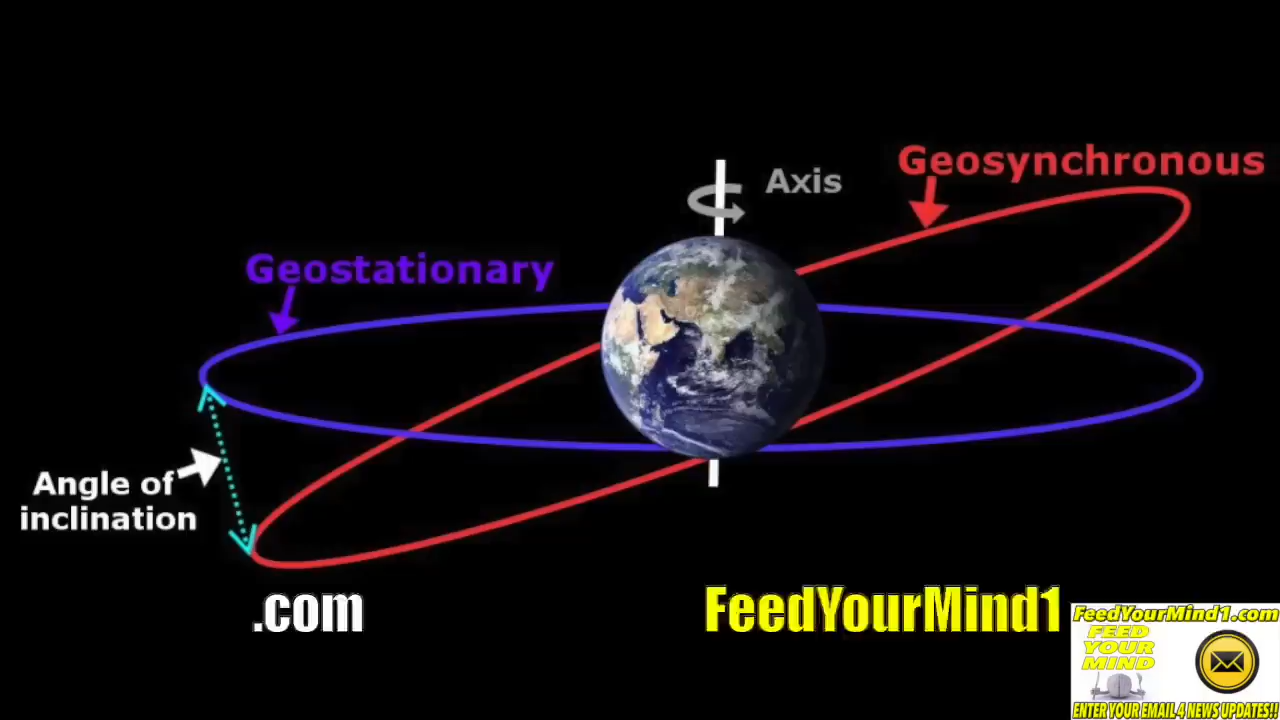 Geosynchronous
Axis
Geostationary
Angle of
inclination
.com
FeedYourMind1
FeedYourMind1.com
FEED
YOUR
MIND
ENTER YOUR EMAIL 4 NEWS UPDATES!!